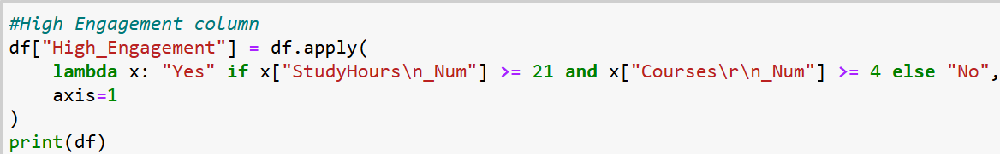 #High Engagement column
df["High_Engagement"] = df.apply(
    lambda x: "Yes" if x["StudyHours\n_Num"] >= 21 and x["Courses\r\n_Num"] >= 4 else "No",
    axis=1
)
print(df)